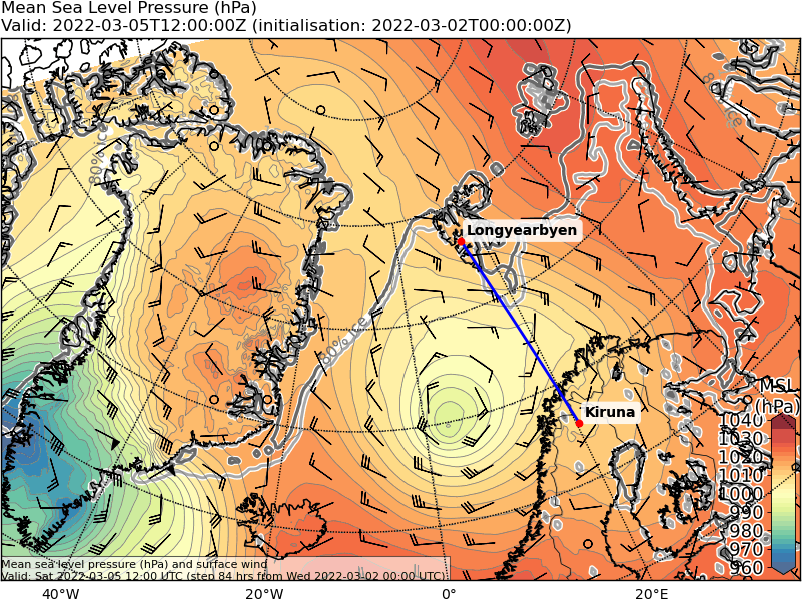 Mean Sea Level Pressure (hPa)
Valid: 2022-03-05T12:00:00Z (initialisation: 2022-03-02T00:00:00Z)
80% ice
80% ice
Longyearbyen
80% ice
Kiruna
MSL
(hPa)
1040
1030
1020
1010
1000
990
980
970
960
Mean sea level pressure (hPa) and surface wind
Valid: Sat 2022-03-05 12:00 UTC (step 84 hrs from Wed 2022-03-02 00:00 UTC)
40°W 20°W 0° 20°E